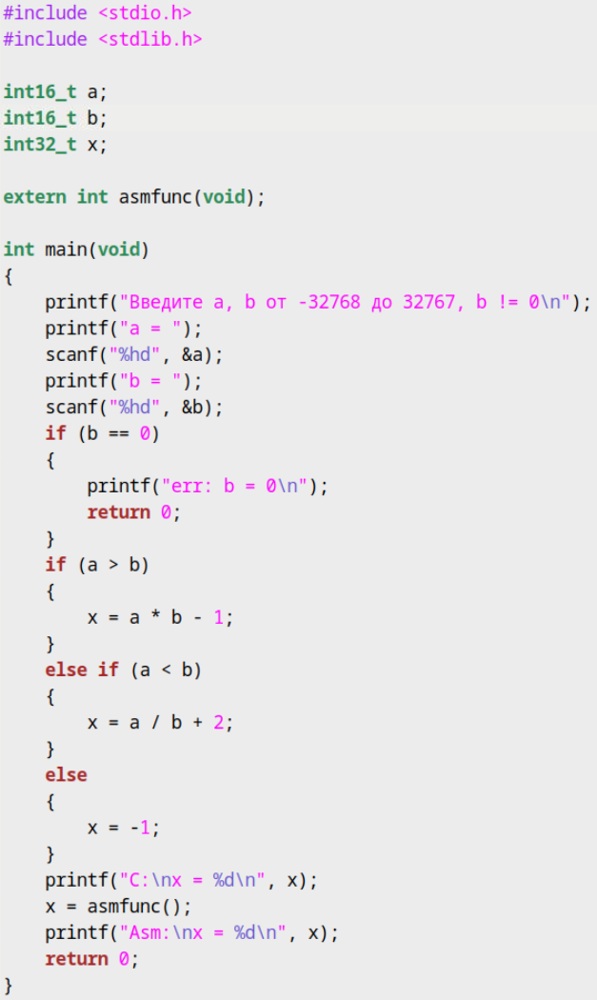 #include <stdio.h>
#include <stdlib.h>

int16_t a;
int16_t b;
int32_t x;

extern int asmfunc(void);

int main(void)
{
    printf("Введите a, b от -32768 до 32767, b != 0\n");
    printf("a = ");
    scanf("%hd", &a);
    printf("b = ");
    scanf("%hd", &b);
    if (b == 0)
    {
        printf("err: b = 0\n");
        return 0;
    }
    if (a > b)
    {
        x = a * b - 1;
    }
    else if (a < b)
    {
        x = a / b + 2;
    }
    else
    {
        x = -1;
    }
    printf("C:\nx = %d\n", x);
    x = asmfunc();
    printf("Asm:\nx = %d\n", x);
    return 0;
}